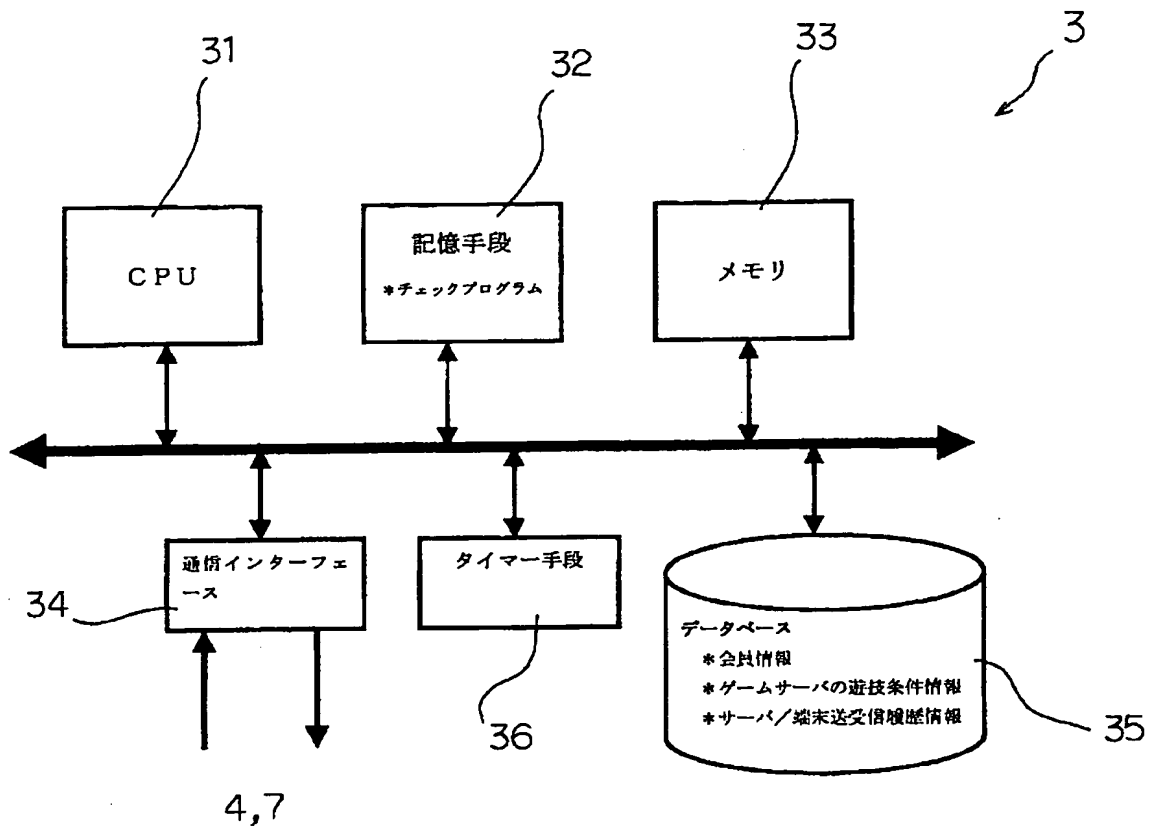 3
31
32
33
CPU
記憶手段
*チェックプログラム
メモリ
通信インターフェ
ース
タイマー手段
データベース
*会員情報
*ゲームサーバの遊技条件情報
*サーバ/端末送受信履歴情報
34
36
35
4,7